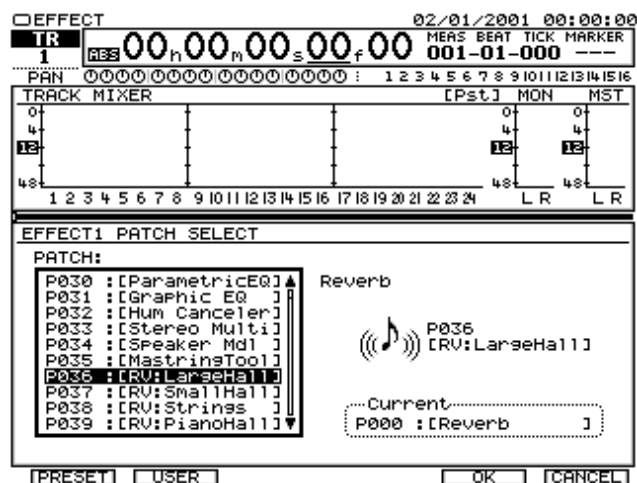 EFFECT 02/01/2001 00:00:00
TR 1 ABS 00h00m00s00f00 MEAS BEAT TICK MARKER
001-01-000 ---
PAN : 1 2 3 4 5 6 7 8 9 10 11 12 13 14 15 16
TRACK MIXER [Pst] MON MST
0 0 0
4 4 4
12 12 12
48 48 48
1 2 3 4 5 6 7 8 9 10 11 12 13 14 15 16 17 18 19 20 21 22 23 24 L R L R
EFFECT1 PATCH SELECT
PATCH:
P030 :[ParametricEQ]
P031 :[Graphic EQ ]
P032 :[Hum Canceler]
P033 :[Stereo Multi]
P034 :[Speaker Mdl ]
P035 :[MastringTool]
P036 :[RV:LargeHall]
P037 :[RV:SmallHall]
P038 :[RV:Strings ]
P039 :[RV:PianoHall]
Reverb
P036
[RV:LargeHall]
Current
P000 :[Reverb ]
PRESET USER OK CANCEL